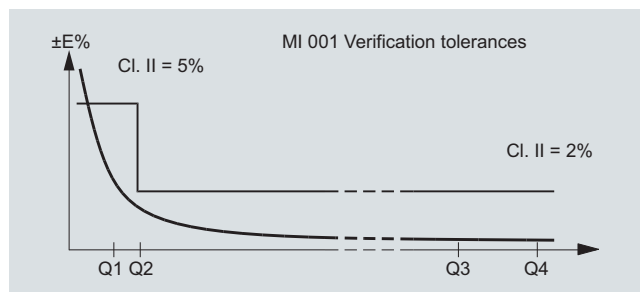 ±E%
MI 001 Verification tolerances
Cl. II = 5%
Cl. II = 2%
Q1 Q2 Q3 Q4